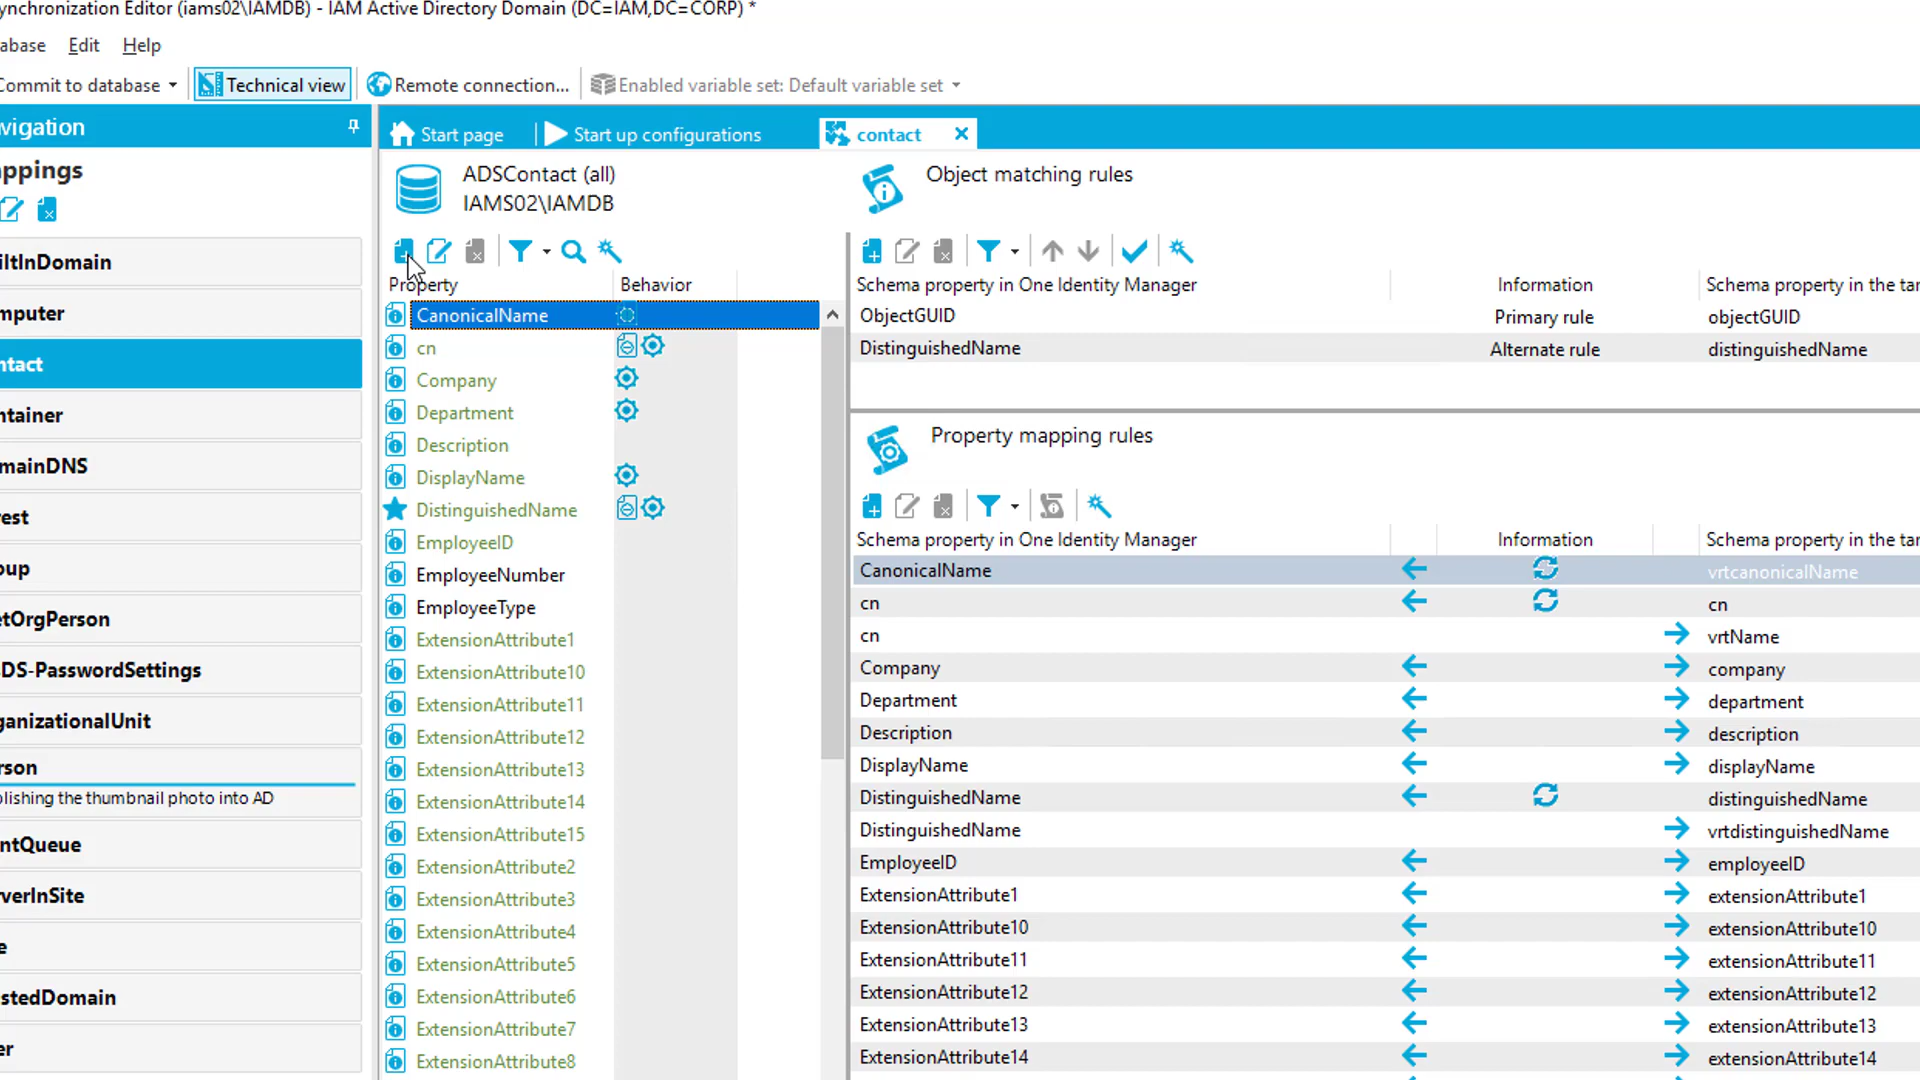 ynchronization Editor (iams02\IAMDB) - IAM Active Directory Domain (DC=IAM,DC=CORP) *
abase Edit Help
Commit to database Technical view Remote connection... Enabled variable set: Default variable set
vigation
appings
iltInDomain
mputer
ntact
ntainer
mainDNS
rest
oup
etOrgPerson
DS-PasswordSettings
ganizationalUnit
rson
lishing the thumbnail photo into AD
ntQueue
rverInSite
e
stedDomain
er
Start page Start up configurations contact
ADSContact (all)
IAMS02\IAMDB
Property Behavior
CanonicalName
cn
Company
Department
Description
DisplayName
DistinguishedName
EmployeeID
EmployeeNumber
EmployeeType
ExtensionAttribute1
ExtensionAttribute10
ExtensionAttribute11
ExtensionAttribute12
ExtensionAttribute13
ExtensionAttribute14
ExtensionAttribute15
ExtensionAttribute2
ExtensionAttribute3
ExtensionAttribute4
ExtensionAttribute5
ExtensionAttribute6
ExtensionAttribute7
ExtensionAttribute8
Object matching rules
Schema property in One Identity Manager Information Schema property in the tar
ObjectGUID Primary rule objectGUID
DistinguishedName Alternate rule distinguishedName
Property mapping rules
Schema property in One Identity Manager Information Schema property in the tar
CanonicalName vrtcanonicalName
cn cn
cn vrtName
Company company
Department department
Description description
DisplayName displayName
DistinguishedName distinguishedName
DistinguishedName vrtdistinguishedName
EmployeeID employeeID
ExtensionAttribute1 extensionAttribute1
ExtensionAttribute10 extensionAttribute10
ExtensionAttribute11 extensionAttribute11
ExtensionAttribute12 extensionAttribute12
ExtensionAttribute13 extensionAttribute13
ExtensionAttribute14 extensionAttribute14